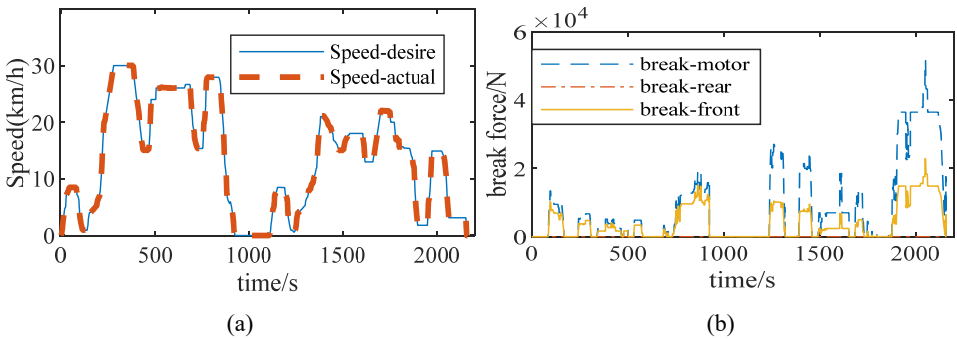 30
20
10
0
Speed(km/h)
Speed-desire
Speed-actual
0
500
1000
1500
2000
time/s
(a)
×10⁴
6
4
2
0
break force/N
break-motor
break-rear
break-front
0
500
1000
1500
2000
time/s
(b)